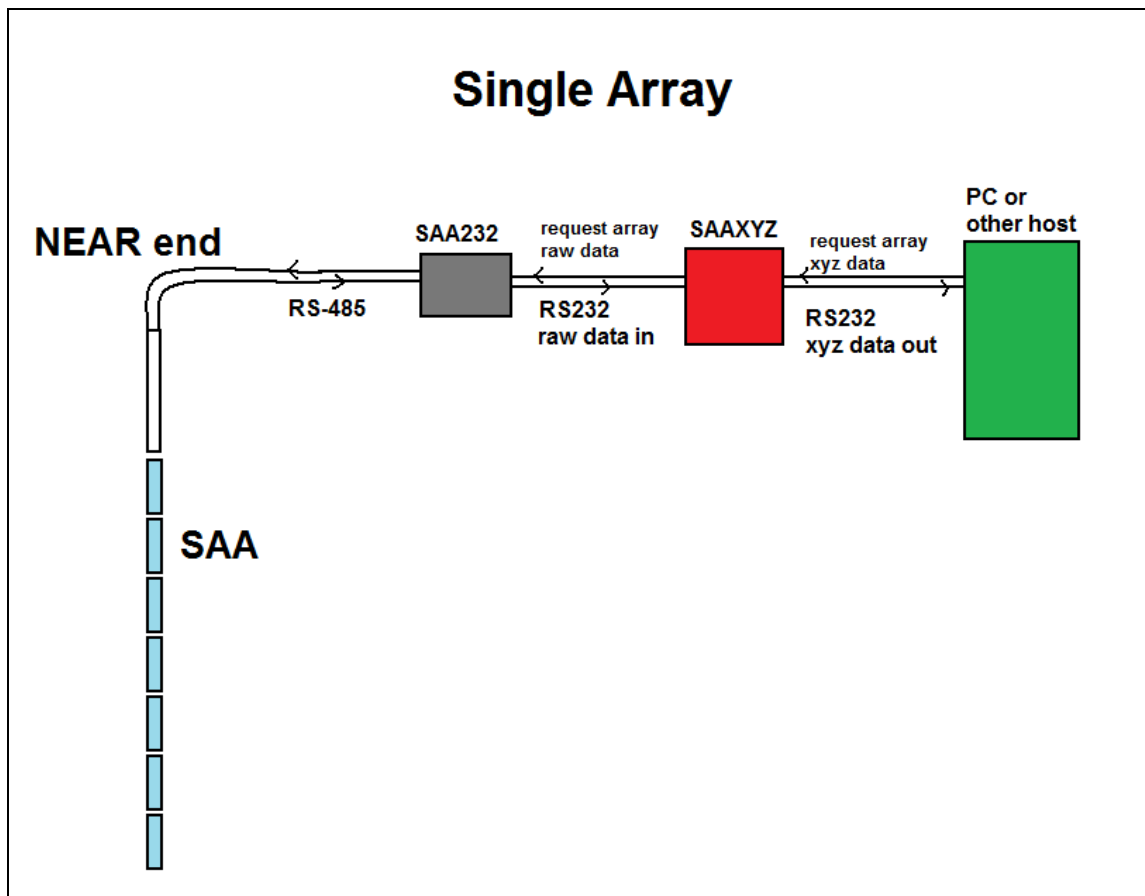 Single Array
NEAR end
RS-485
SAA232
request array
raw data
RS232
raw data in
SAAXYZ
request array
xyz data
RS232
xyz data out
PC or
other host
SAA